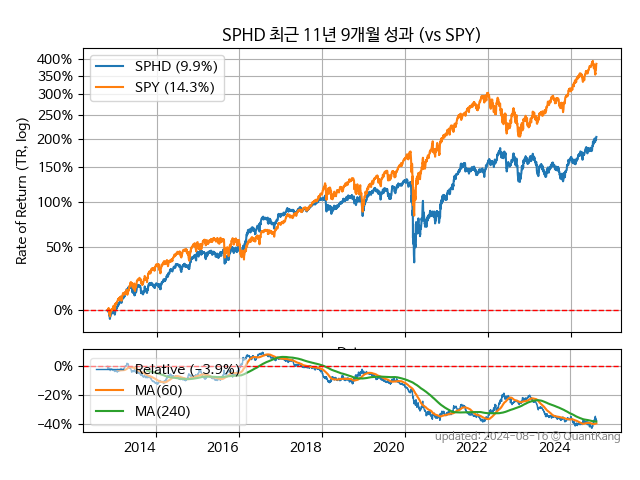 SPHD 최근 11년 9개월 성과 (vs SPY)
Rate of Return (TR, log)
400%
350%
300%
250%
200%
150%
100%
50%
0%
SPHD (9.9%)
SPY (14.3%)
0%
−20%
−40%
Relative (−3.9%)
MA(60)
MA(240)
2014 2016 2018 2020 2022 2024
updated: 2024-08-16 © QuantKang